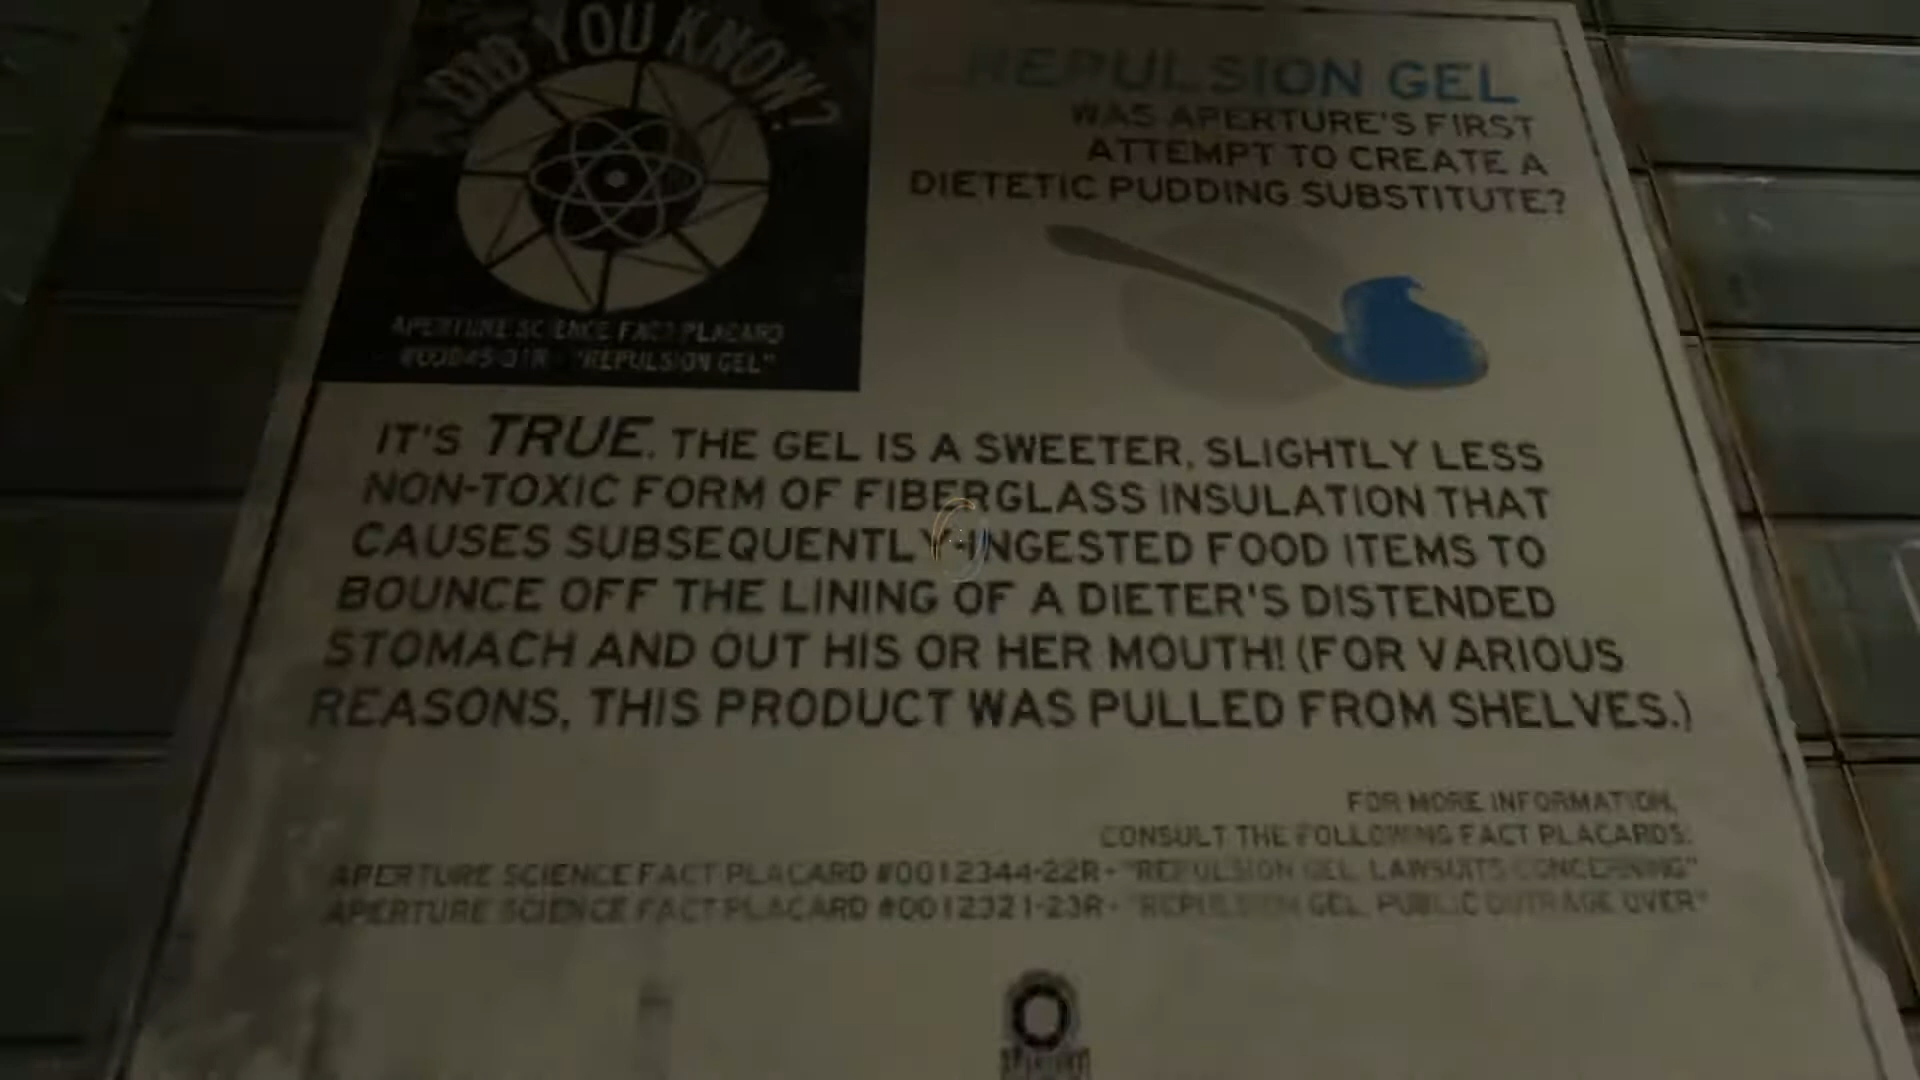 DID YOU KNOW?
APERTURE SCIENCE FACT PLACARD
"REPULSION GEL"
REPULSION GEL
WAS APERTURE'S FIRST
ATTEMPT TO CREATE A
DIETETIC PUDDING SUBSTITUTE?
IT'S TRUE. THE GEL IS A SWEETER, SLIGHTLY LESS
NON-TOXIC FORM OF FIBERGLASS INSULATION THAT
CAUSES SUBSEQUENTLY-INGESTED FOOD ITEMS TO
BOUNCE OFF THE LINING OF A DIETER'S DISTENDED
STOMACH AND OUT HIS OR HER MOUTH! (FOR VARIOUS
REASONS, THIS PRODUCT WAS PULLED FROM SHELVES.)
FOR MORE INFORMATION,
CONSULT THE FOLLOWING FACT PLACARDS:
APERTURE SCIENCE FACT PLACARD #0012344-22R - "REPULSION GEL, LAWSUITS CONCERNING"
APERTURE SCIENCE FACT PLACARD #0012321-23R - "REPULSION GEL, PUBLIC OUTRAGE OVER"